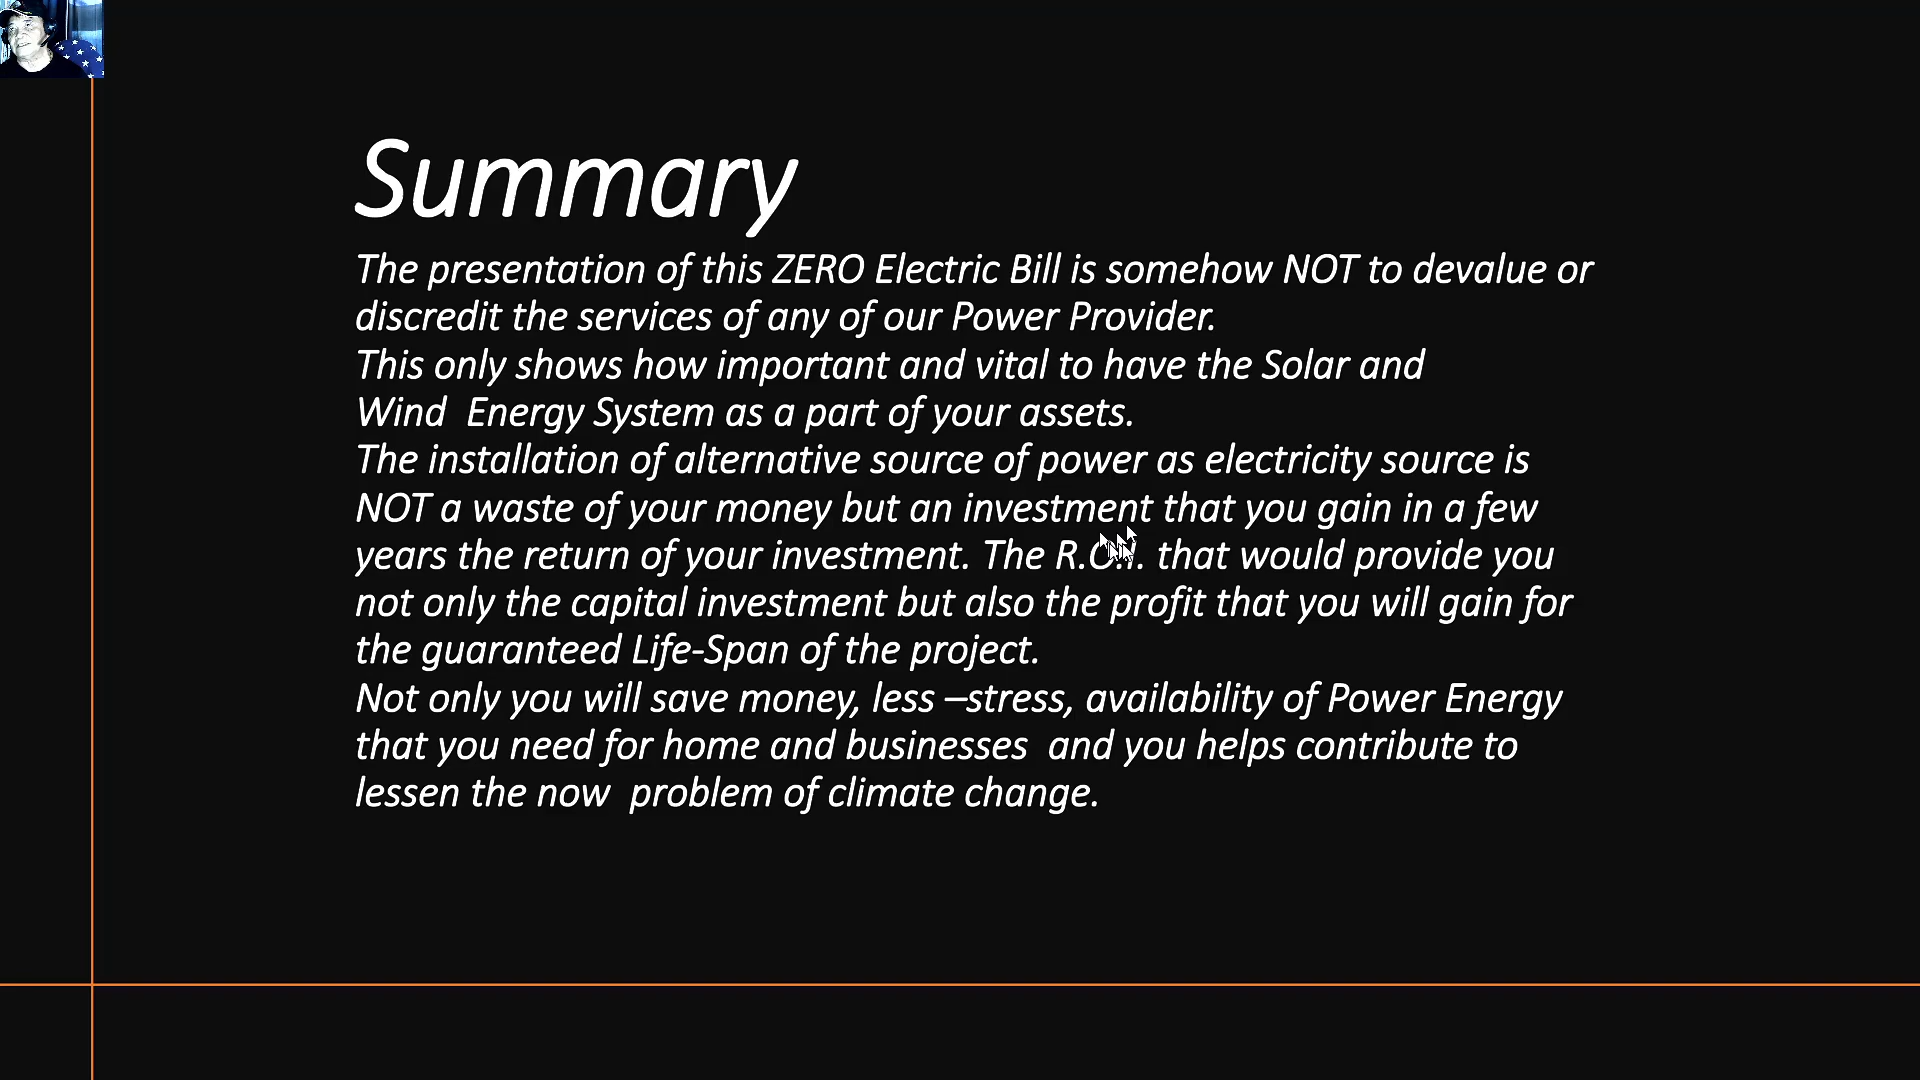 Summary
The presentation of this ZERO Electric Bill is somehow NOT to devalue or
discredit the services of any of our Power Provider.
This only shows how important and vital to have the Solar and
Wind  Energy System as a part of your assets.
The installation of alternative source of power as electricity source is
NOT a waste of your money but an investment that you gain in a few
years the return of your investment. The R.O.I. that would provide you
not only the capital investment but also the profit that you will gain for
the guaranteed Life-Span of the project.
Not only you will save money, less –stress, availability of Power Energy
that you need for home and businesses  and you helps contribute to
lessen the now  problem of climate change.